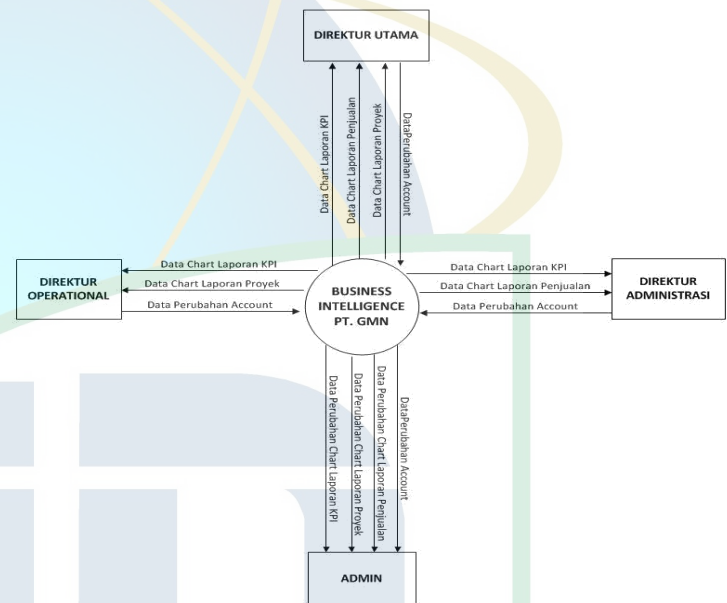 DIREKTUR UTAMA
Data Chart Laporan KPI
Data Chart Laporan Penjualan
Data Chart Laporan Proyek
DataPerubahan Account
Data Chart Laporan KPI
Data Chart Laporan Proyek
Data Perubahan Account
DIREKTUR
OPERATIONAL
BUSINESS
INTELLIGENCE
PT. GMN
Data Chart Laporan KPI
Data Chart Laporan Penjualan
Data Perubahan Account
DIREKTUR
ADMINISTRASI
Data Perubahan Chart Laporan KPI
Data Perubahan Chart Laporan Proyek
Data Perubahan Chart Laporan Penjualan
DataPerubahan Account
ADMIN